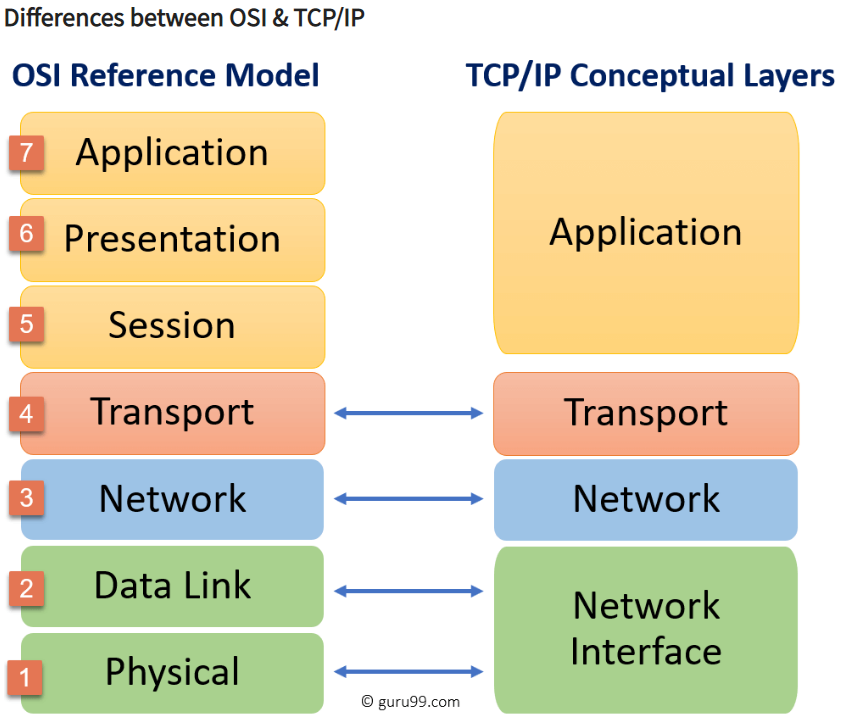 Differences between OSI & TCP/IP
OSI Reference Model
TCP/IP Conceptual Layers
7
Application
6
Presentation
5
Session
4
Transport
3
Network
2
Data Link
1
Physical
Application
Transport
Network
Network
Interface
© guru99.com